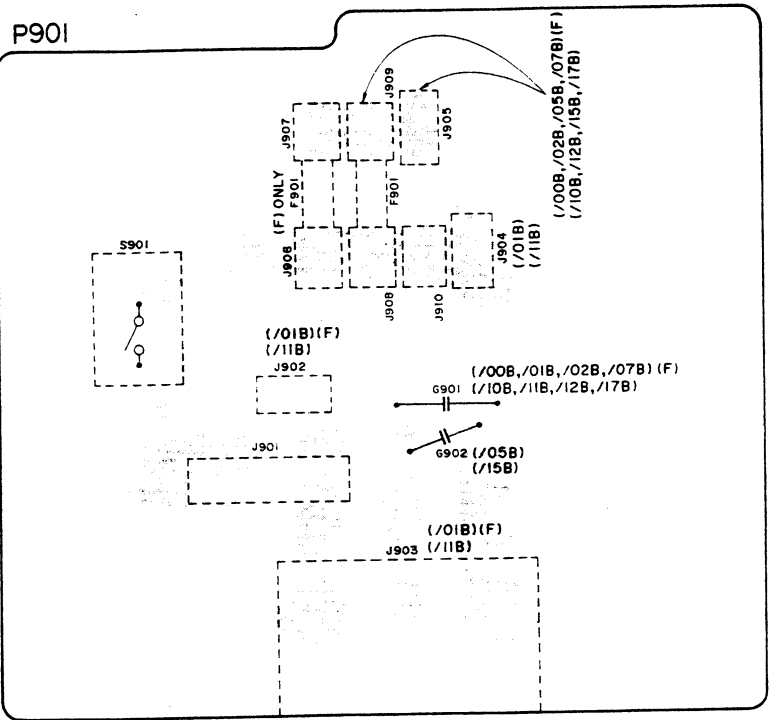 P901
J907
J909
J905
(/00B,/02B,/05B,/07B)(F)
(/10B,/12B,/15B,/17B)
(F) ONLY
F901
F901
J906
J908
J910
J904
(/01B)
(/11B)
S901
(/01B)(F)
(/11B)
J902
(/00B,/01B,/02B,/07B)(F)
G901 (/10B,/11B,/12B,/17B)
G902 (/05B)
(/15B)
J901
(/01B)(F)
J903 (/11B)